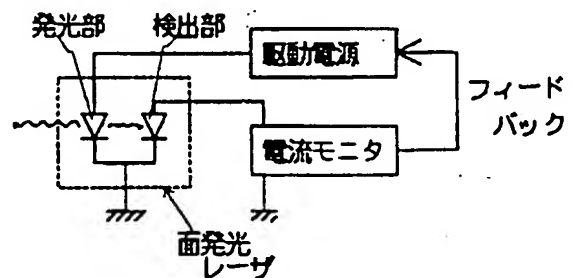 発光部
検出部
駆動電源
フィード
バック
電流モニタ
面発光
レーザ